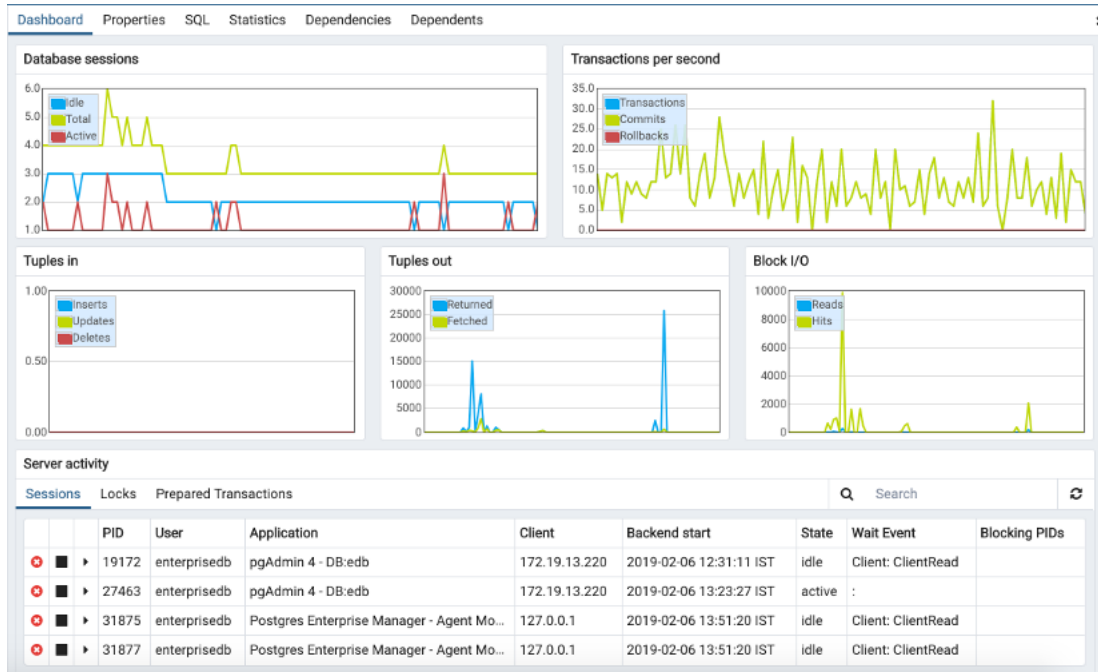 Dashboard Properties SQL Statistics Dependencies Dependents
Database sessions
6.0
5.0
4.0
3.0
2.0
1.0
Idle
Total
Active
Transactions per second
35.0
30.0
25.0
20.0
15.0
10.0
5.0
0.0
Transactions
Commits
Rollbacks
Tuples in
1.00
0.50
0.00
Inserts
Updates
Deletes
Tuples out
30000
25000
20000
15000
10000
5000
0
Returned
Fetched
Block I/O
10000
8000
6000
4000
2000
0
Reads
Hits
Server activity
Sessions Locks Prepared Transactions Search
PID User Application Client Backend start State Wait Event Blocking PIDs
19172 enterprisedb pgAdmin 4 - DB:edb 172.19.13.220 2019-02-06 12:31:11 IST idle Client: ClientRead
27463 enterprisedb pgAdmin 4 - DB:edb 172.19.13.220 2019-02-06 13:23:27 IST active :
31875 enterprisedb Postgres Enterprise Manager - Agent Mo... 127.0.0.1 2019-02-06 13:51:20 IST idle Client: ClientRead
31877 enterprisedb Postgres Enterprise Manager - Agent Mo... 127.0.0.1 2019-02-06 13:51:20 IST idle Client: ClientRead